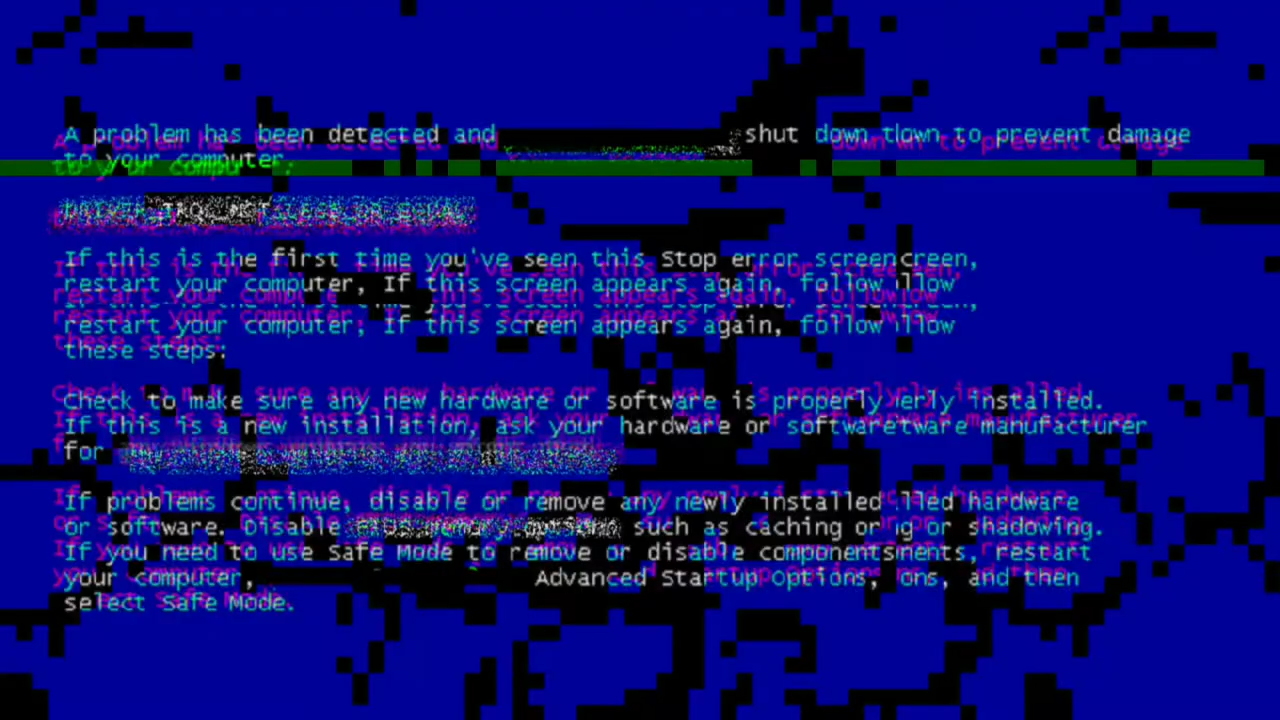 A problem has been detected and shut down tlown to prevent damage
to your computer.
If this is the first time you've seen this Stop error screencreen,
restart your computer, If this screen appears again, follow illow
restart your computer, If this screen appears again, follow illow
these steps:
Check to make sure any new hardware or software is properly erly installed.
If this is a new installation, ask your hardware or softwaretware manufacturer
for
If problems continue, disable or remove any newly installed lled hardware
or software. Disable such as caching or ig or shadowing.
If you need to use Safe Mode to remove or disable componentsnents, restart
your computer, Advanced Startup Options, ons, and then
select Safe Mode.